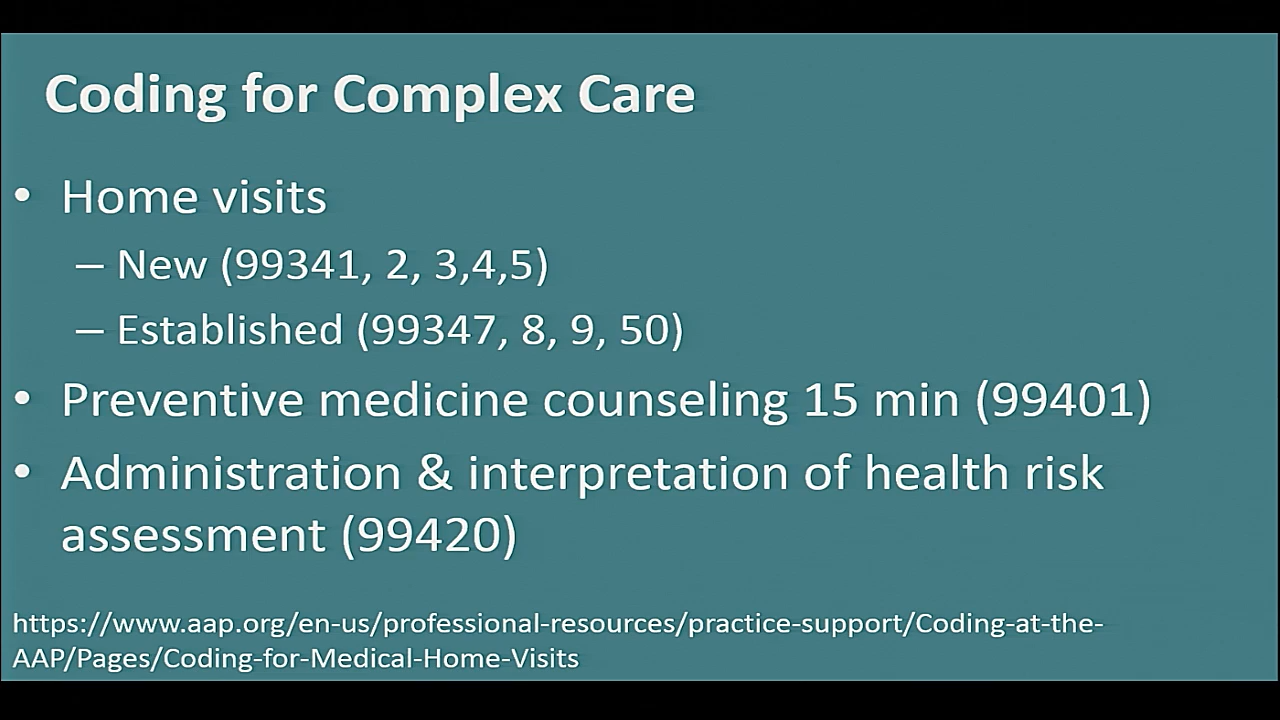 Coding for Complex Care
• Home visits
– New (99341, 2, 3,4,5)
– Established (99347, 8, 9, 50)
• Preventive medicine counseling 15 min (99401)
• Administration & interpretation of health risk
assessment (99420)
https://www.aap.org/en-us/professional-resources/practice-support/Coding-at-the-
AAP/Pages/Coding-for-Medical-Home-Visits